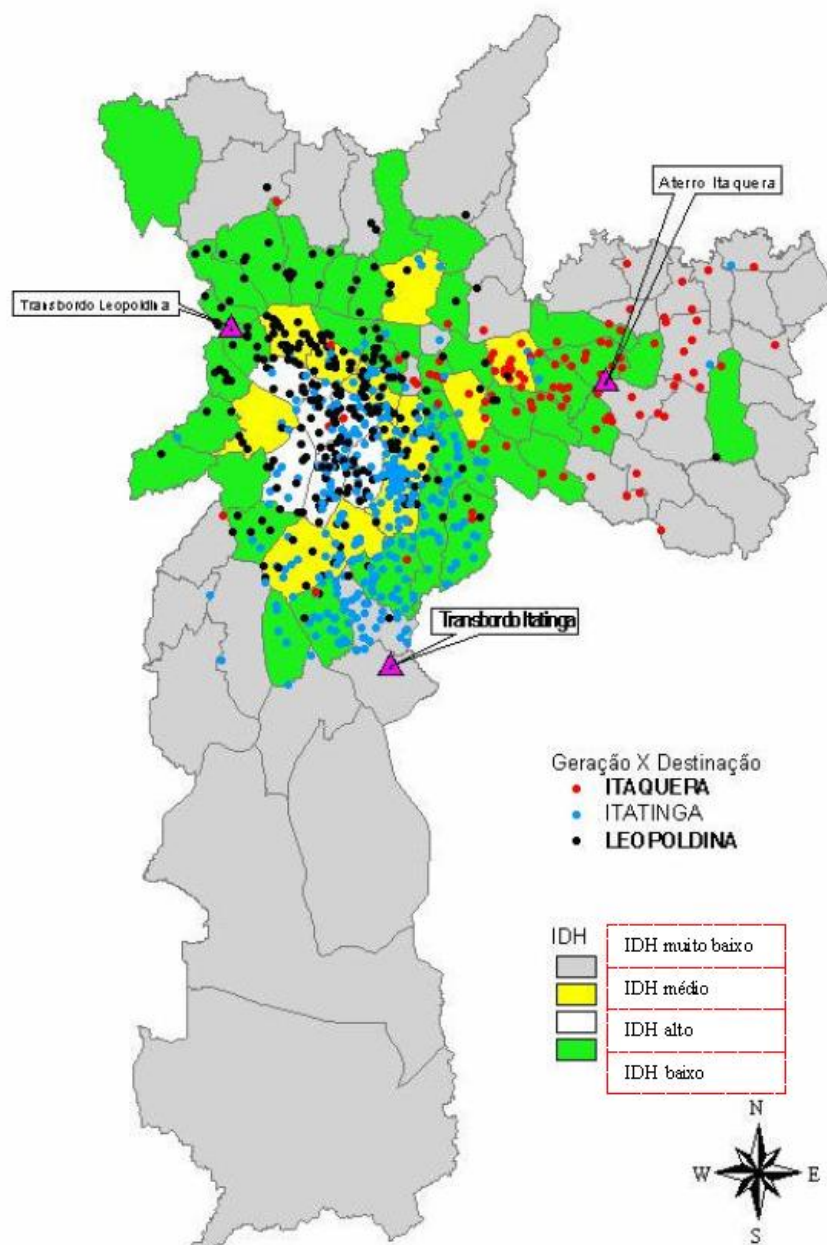 Aterro Itaquera
Transbordo Leopoldina
Transbordo Itatinga
Geração X Destinação
ITAQUERA
ITATINGA
LEOPOLDINA
IDH
IDH muito baixo
IDH médio
IDH alto
IDH baixo
N
W E
S